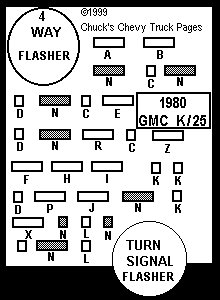 ©1999
Chuck's Chevy Truck Pages
4
WAY
FLASHER
A B
N C N
D N C E
1980
GMC K/25
D N R C Z
F H I K K
D P J N K
X N L N
L N L
TURN
SIGNAL
FLASHER